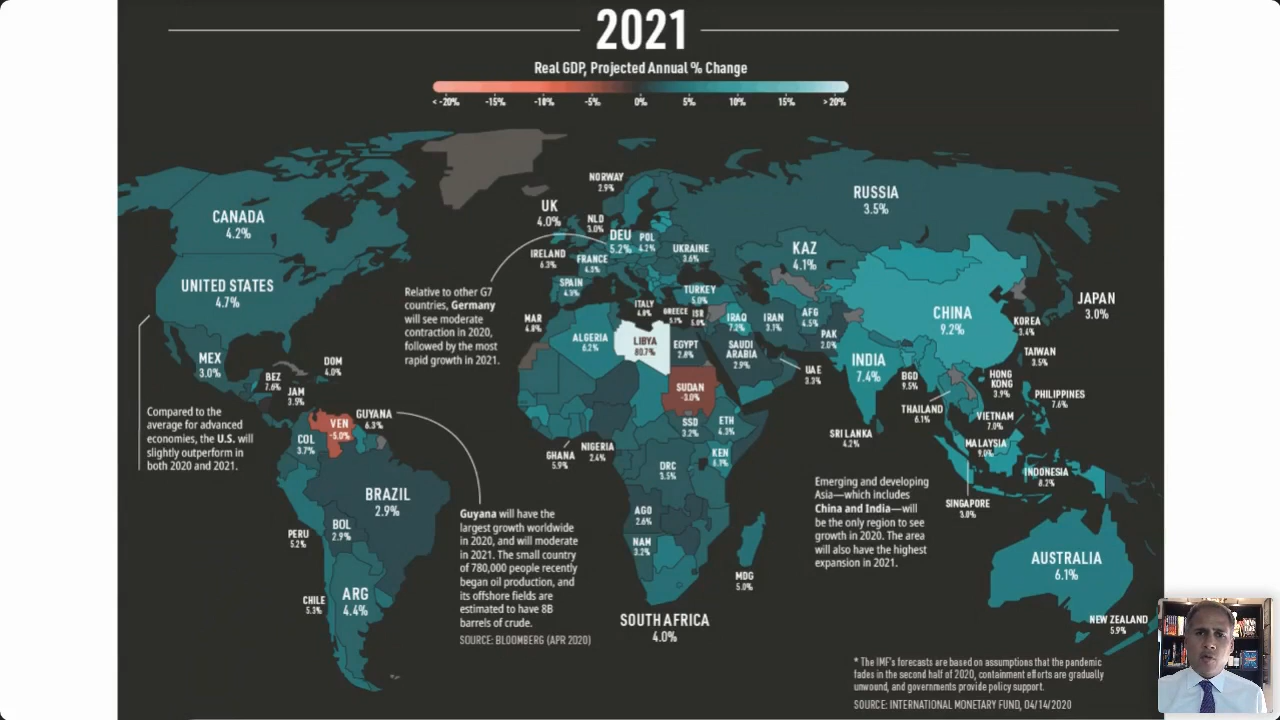 2021
Real GDP, Projected Annual % Change
< -20% -15% -10% -5% 0% 5% 10% 15% > 20%
NORWAY
2.9%
RUSSIA
3.5%
CANADA
4.2%
UK
4.0%
NLD
3.0%
DEU
5.2%
POL
4.2%
UKRAINE
3.6%
KAZ
4.1%
IRELAND
6.3%
FRANCE
4.5%
UNITED STATES
4.7%
SPAIN
4.3%
TURKEY
5.0%
Relative to other G7
countries, Germany
will see moderate
contraction in 2020,
followed by the most
rapid growth in 2021.
ITALY
4.8%
GREECE
5.1%
ISR
5.0%
IRAQ
7.2%
IRAN
3.1%
AFG
4.5%
CHINA
9.2%
JAPAN
3.0%
KOREA
3.4%
MAR
4.8%
ALGERIA
6.2%
LIBYA
80.7%
EGYPT
2.8%
SAUDI
ARABIA
2.9%
PAK
2.0%
INDIA
7.4%
TAIWAN
3.5%
MEX
3.0%
DOM
4.0%
BEZ
7.6%
JAM
3.5%
UAE
3.3%
BGD
9.5%
HONG
KONG
3.9%
PHILIPPINES
7.6%
SUDAN
-3.0%
Compared to the
average for advanced
economies, the U.S. will
slightly outperform in
both 2020 and 2021.
GUYANA
6.3%
VEN
-5.0%
COL
3.7%
THAILAND
6.1%
VIETNAM
7.0%
SSD
3.2%
ETH
4.3%
SRI LANKA
4.2%
MALAYSIA
9.0%
GHANA
5.9%
NIGERIA
2.4%
KEN
6.1%
DRC
3.5%
INDONESIA
8.2%
BRAZIL
2.9%
Emerging and developing
Asia—which includes
China and India—will
be the only region to see
growth in 2020. The area
will also have the highest
expansion in 2021.
SINGAPORE
3.0%
Guyana will have the
largest growth worldwide
in 2020, and will moderate
in 2021. The small country
of 780,000 people recently
began oil production, and
its offshore fields are
estimated to have 8B
barrels of crude.
SOURCE: BLOOMBERG (APR 2020)
AGO
2.6%
BOL
2.9%
PERU
5.2%
NAM
3.2%
AUSTRALIA
6.1%
MDG
5.0%
CHILE
5.3%
ARG
4.4%
SOUTH AFRICA
4.0%
NEW ZEALAND
5.9%
* The IMF's forecasts are based on assumptions that the pandemic
fades in the second half of 2020, containment efforts are gradually
unwound, and governments provide policy support.
SOURCE: INTERNATIONAL MONETARY FUND, 04/14/2020